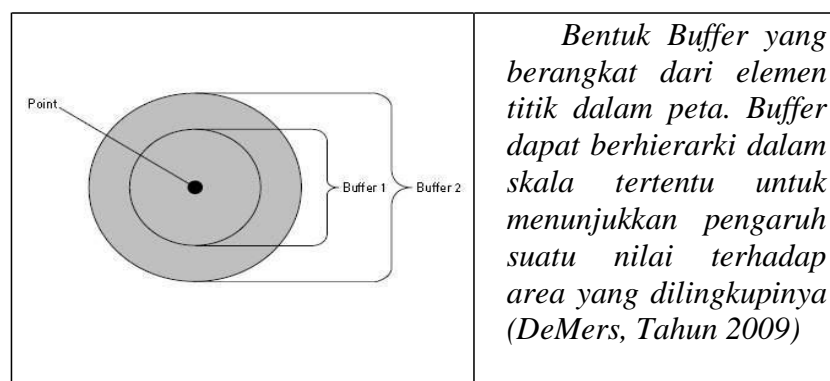 Point
Buffer 1
Buffer 2
Bentuk Buffer yang
berangkat dari elemen
titik dalam peta. Buffer
dapat berhierarki dalam
skala tertentu untuk
menunjukkan pengaruh
suatu nilai terhadap
area yang dilingkupinya
(DeMers, Tahun 2009)